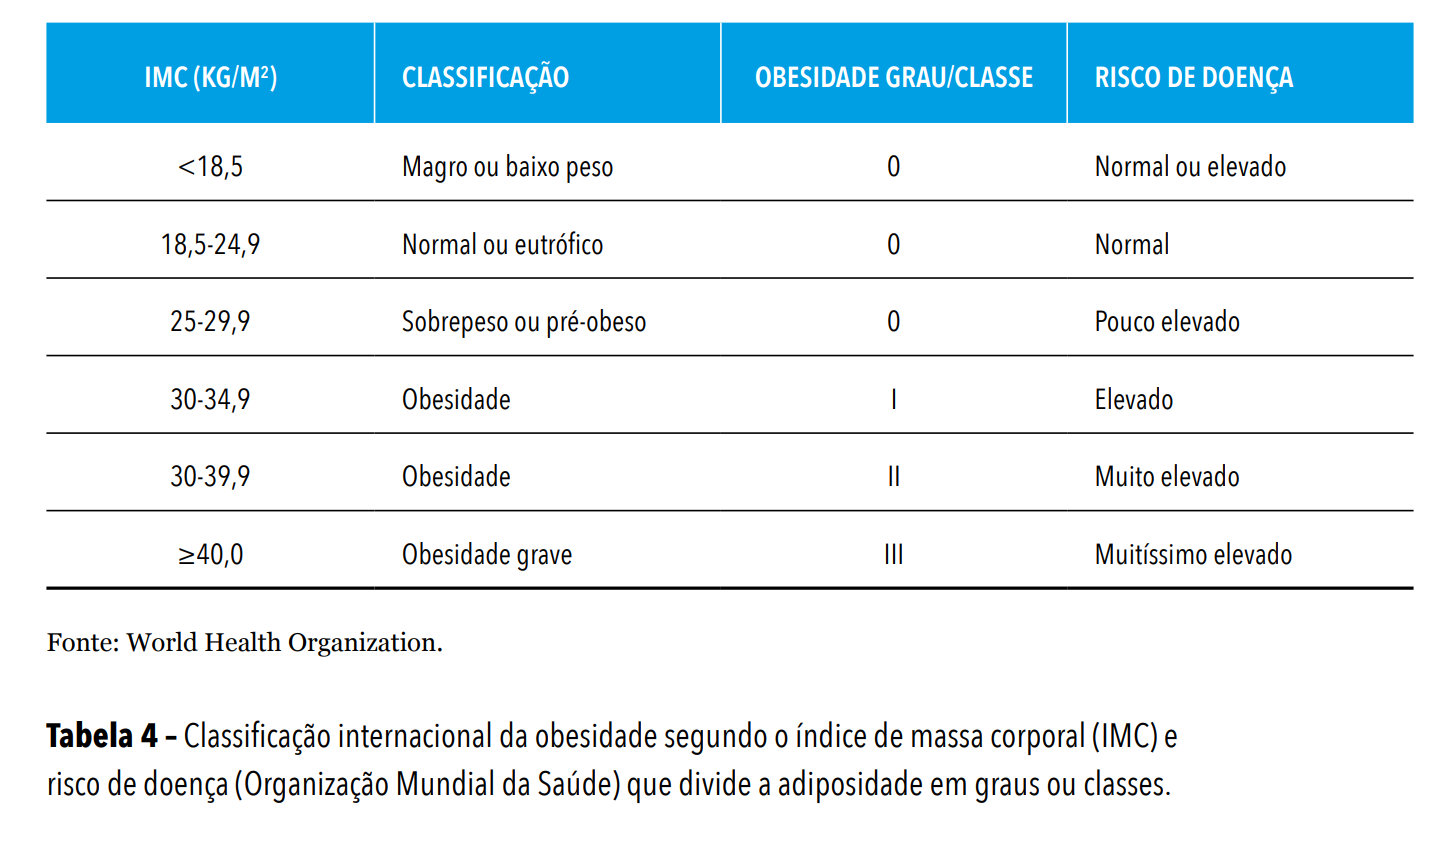 IMC (KG/M²) CLASSIFICAÇÃO OBESIDADE GRAU/CLASSE RISCO DE DOENÇA
<18,5 Magro ou baixo peso 0 Normal ou elevado
18,5-24,9 Normal ou eutrófico 0 Normal
25-29,9 Sobrepeso ou pré-obeso 0 Pouco elevado
30-34,9 Obesidade I Elevado
30-39,9 Obesidade II Muito elevado
≥40,0 Obesidade grave III Muitíssimo elevado
Fonte: World Health Organization.
Tabela 4 – Classificação internacional da obesidade segundo o índice de massa corporal (IMC) e
risco de doença (Organização Mundial da Saúde) que divide a adiposidade em graus ou classes.